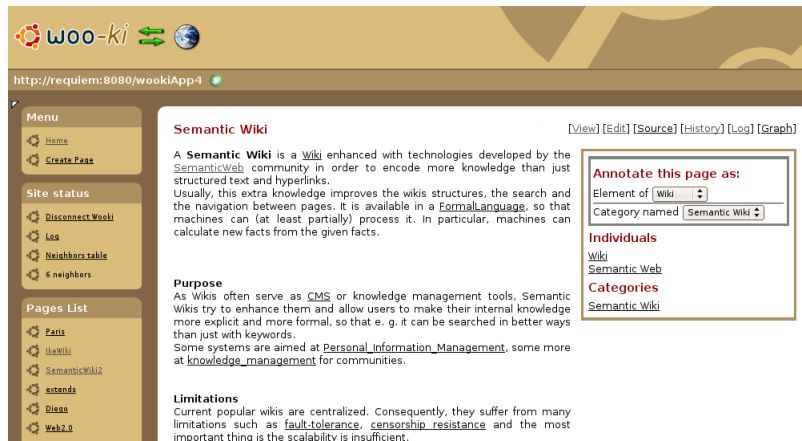 woo-ki
http://requiem:8080/wookiApp4
Menu
Home
Create Page
Site status
Disconnect Wooki
Log
Neighbors table
6 neighbors
Pages List
Paris
IkeWiki
SemanticWiki2
extends
Diego
Web2.0
Semantic Wiki
[View] [Edit] [Source] [History] [Log] [Graph]
A Semantic Wiki is a Wiki enhanced with technologies developed by the
SemanticWeb community in order to encode more knowledge than just
structured text and hyperlinks.
Usually, this extra knowledge improves the wikis structures, the search and
the navigation between pages. It is available in a FormalLanguage, so that
machines can (at least partially) process it. In particular, machines can
calculate new facts from the given facts.
Purpose
As Wikis often serve as CMS or knowledge management tools, Semantic
Wikis try to enhance them and allow users to make their internal knowledge
more explicit and more formal, so that e. g. it can be searched in better ways
than just with keywords.
Some systems are aimed at Personal_Information_Management, some more
at knowledge_management for communities.
Limitations
Current popular wikis are centralized. Consequently, they suffer from many
limitations such as fault-tolerance, censorship resistance and the most
important thing is the scalability is insufficient.
Annotate this page as:
Element of Wiki
Category named Semantic Wiki
Individuals
Wiki
Semantic Web
Categories
Semantic Wiki